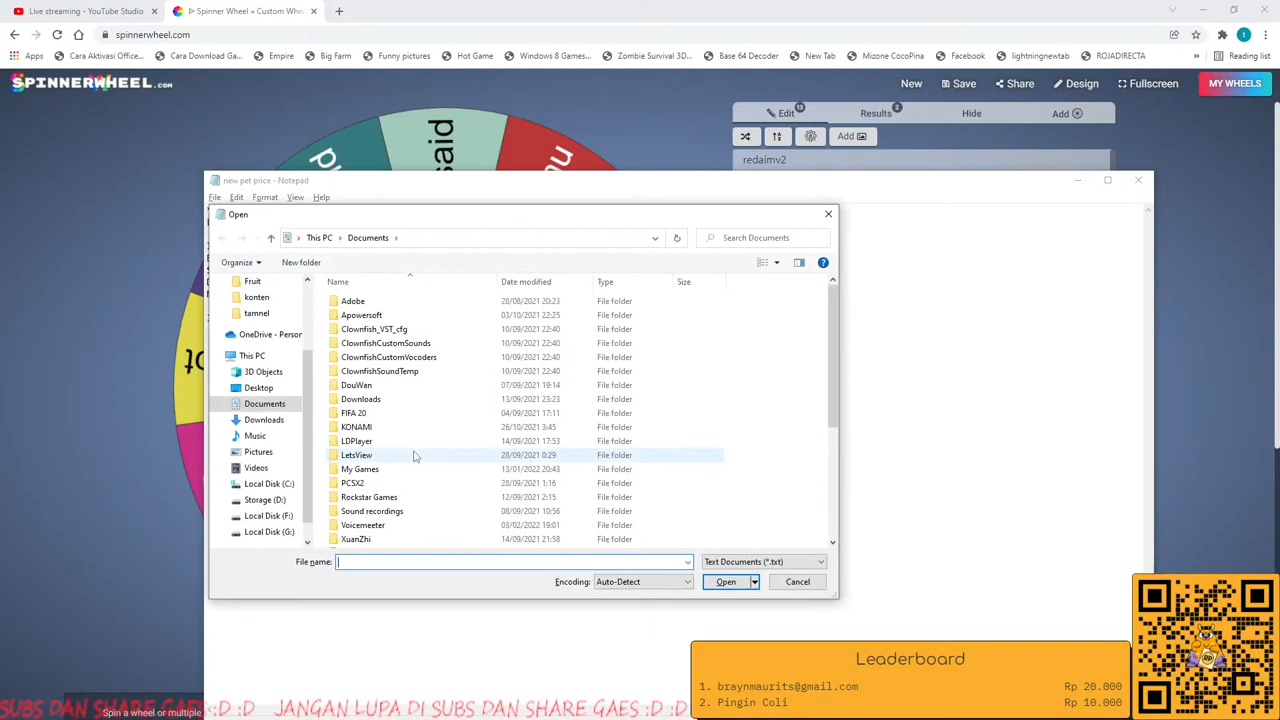 Live streaming - YouTube Studio
▷ Spinner Wheel » Custom Whe
spinnerwheel.com
Apps
Cara Aktivasi Office...
Cara Download Ga...
Empire
Big Farm
Funny pictures
Hot Game
Windows 8 Games...
Zombie Survival 3D...
Base 64 Decoder
New Tab
Mizone CocoPina
Facebook
lightningnewtab
ROJADIRECTA
»
Reading list
SPINNERWHEEL.COM
New
Save
Share
Design
Fullscreen
MY WHEELS
Edit 13
Results 2
Hide
Add
Add
redaimv2
said
new pet price - Notepad
File Edit Format View Help
Open
This PC › Documents ›
Search Documents
Organize
New folder
Name Date modified Type Size
Fruit
konten
tamnel
OneDrive - Person
This PC
3D Objects
Desktop
Documents
Downloads
Music
Pictures
Videos
Local Disk (C:)
Storage (D:)
Local Disk (F:)
Local Disk (G:)
Adobe 28/08/2021 20:23 File folder
Apowersoft 03/10/2021 22:25 File folder
Clownfish_VST_cfg 10/09/2021 22:40 File folder
ClownfishCustomSounds 10/09/2021 22:40 File folder
ClownfishCustomVocoders 10/09/2021 22:40 File folder
ClownfishSoundTemp 10/09/2021 22:40 File folder
DouWan 07/09/2021 19:14 File folder
Downloads 13/09/2021 23:23 File folder
FIFA 20 04/09/2021 17:11 File folder
KONAMI 26/10/2021 3:45 File folder
LDPlayer 14/09/2021 17:53 File folder
LetsView 28/09/2021 0:29 File folder
My Games 13/01/2022 20:43 File folder
PCSX2 28/09/2021 1:16 File folder
Rockstar Games 12/09/2021 2:15 File folder
Sound recordings 08/09/2021 10:56 File folder
Voicemeeter 03/02/2022 19:01 File folder
XuanZhi 14/09/2021 21:58 File folder
File name:
Text Documents (*.txt)
Encoding: Auto-Detect
Open
Cancel
Leaderboard
1. braynmaurits@gmail.com Rp 20.000
2. Pingin Coli Rp 10.000
SUBS DAN SHARE GAES :D :D JANGAN LUPA DI SUBS DAN SHARE GAES :D :D
Spin a wheel or multiple